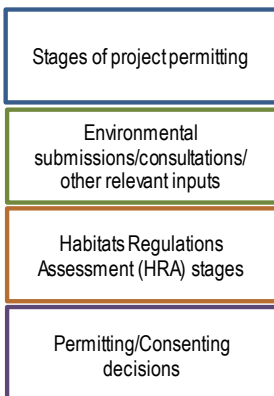 Stages of project permitting
Environmental
submissions/consultations/
other relevant inputs
Habitats Regulations
Assessment (HRA) stages
Permitting/Consenting
decisions